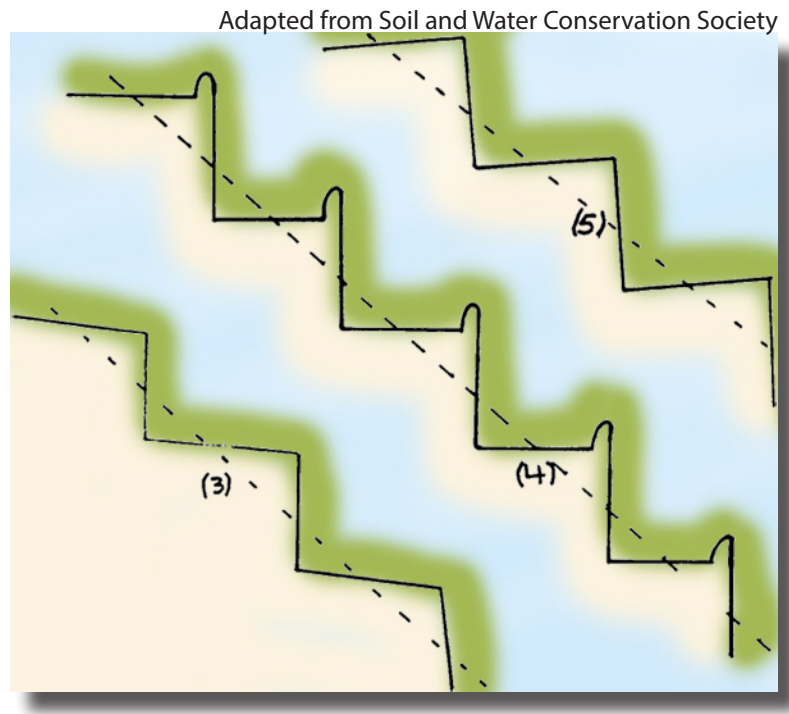 Adapted from Soil and Water Conservation Society
(5)
(4)
(3)